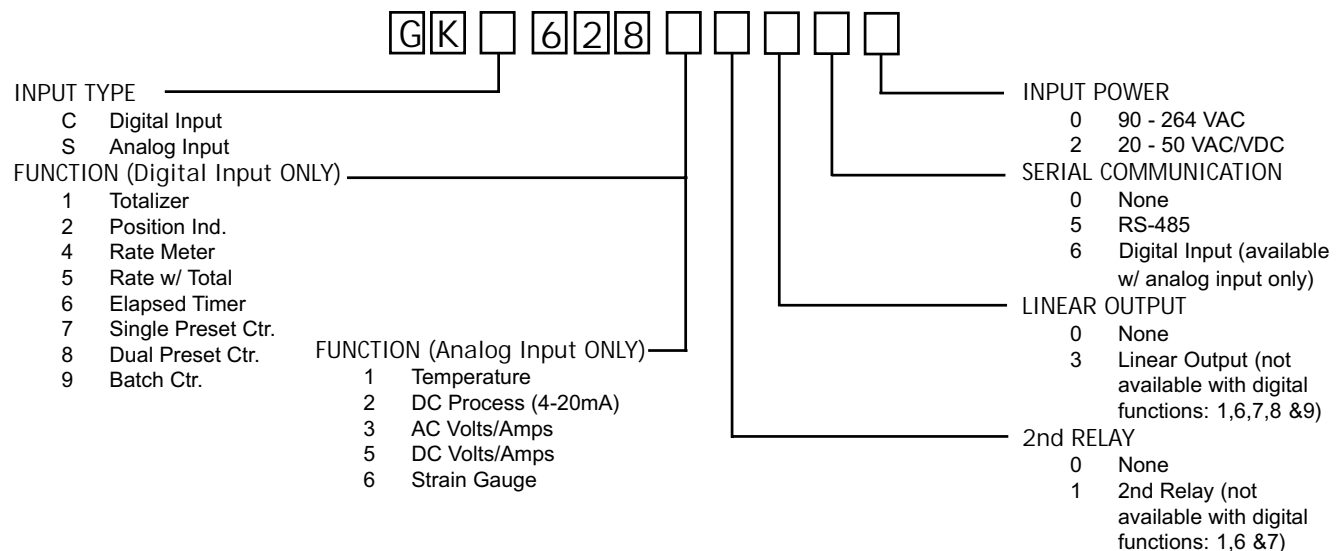 GK 628
INPUT TYPE
C Digital Input
S Analog Input
FUNCTION (Digital Input ONLY)
1 Totalizer
2 Position Ind.
4 Rate Meter
5 Rate w/ Total
6 Elapsed Timer
7 Single Preset Ctr.
8 Dual Preset Ctr.
9 Batch Ctr.
FUNCTION (Analog Input ONLY)
1 Temperature
2 DC Process (4-20mA)
3 AC Volts/Amps
5 DC Volts/Amps
6 Strain Gauge
INPUT POWER
0 90 - 264 VAC
2 20 - 50 VAC/VDC
SERIAL COMMUNICATION
0 None
5 RS-485
6 Digital Input (available
w/ analog input only)
LINEAR OUTPUT
0 None
3 Linear Output (not
available with digital
functions: 1,6,7,8 &9)
2nd RELAY
0 None
1 2nd Relay (not
available with digital
functions: 1,6 &7)